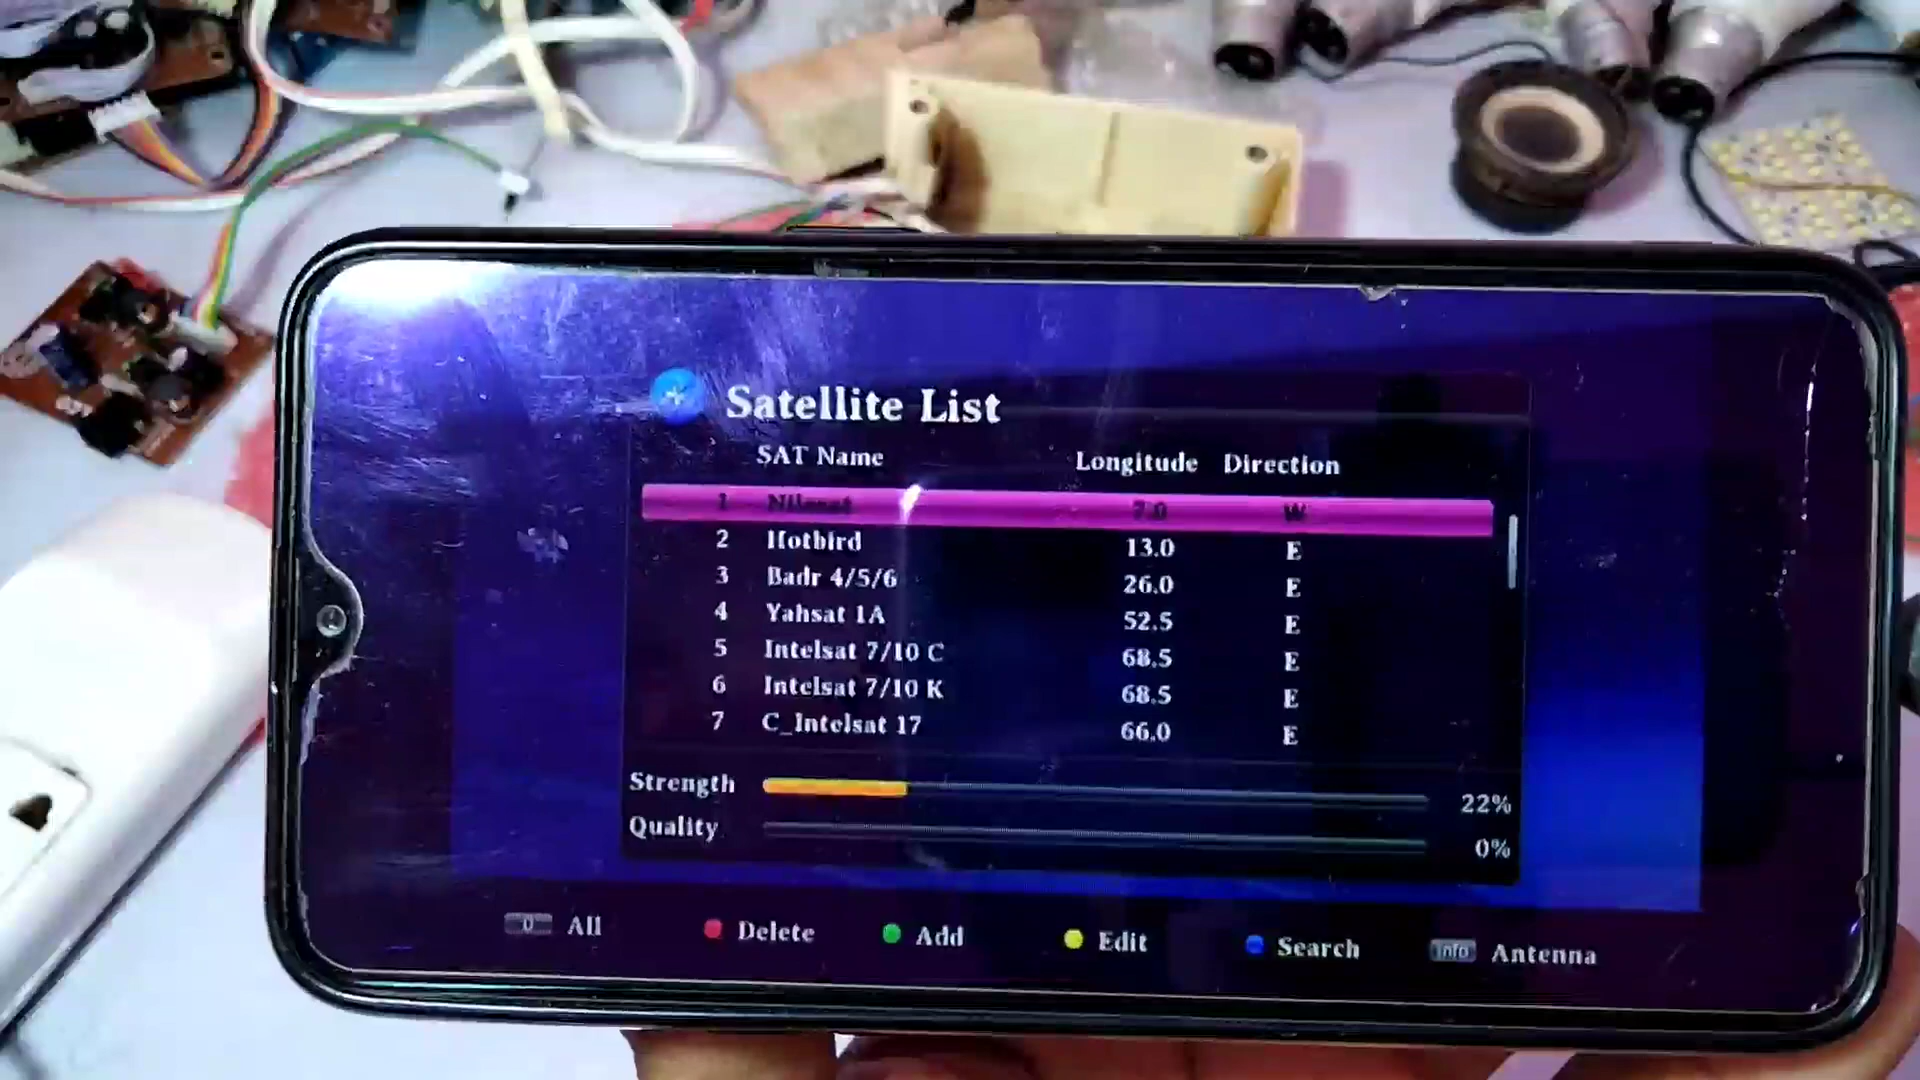 Satellite List
SAT Name Longitude Direction
1 Nilesat 7.0 W
2 Hotbird 13.0 E
3 Badr 4/5/6 26.0 E
4 Yahsat 1A 52.5 E
5 Intelsat 7/10 C 68.5 E
6 Intelsat 7/10 K 68.5 E
7 C_Intelsat 17 66.0 E
Strength 22%
Quality 0%
0 All Delete Add Edit Search Info Antenna